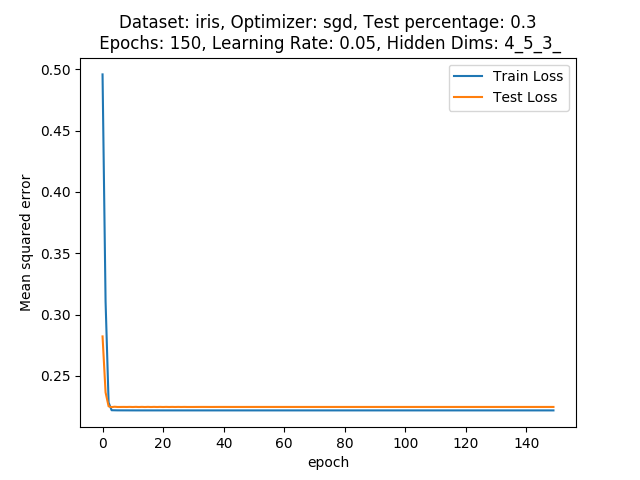 Dataset: iris, Optimizer: sgd, Test percentage: 0.3
Epochs: 150, Learning Rate: 0.05, Hidden Dims: 4_5_3_
Train Loss
Test Loss
Mean squared error
0.50
0.45
0.40
0.35
0.30
0.25
0 20 40 60 80 100 120 140
epoch